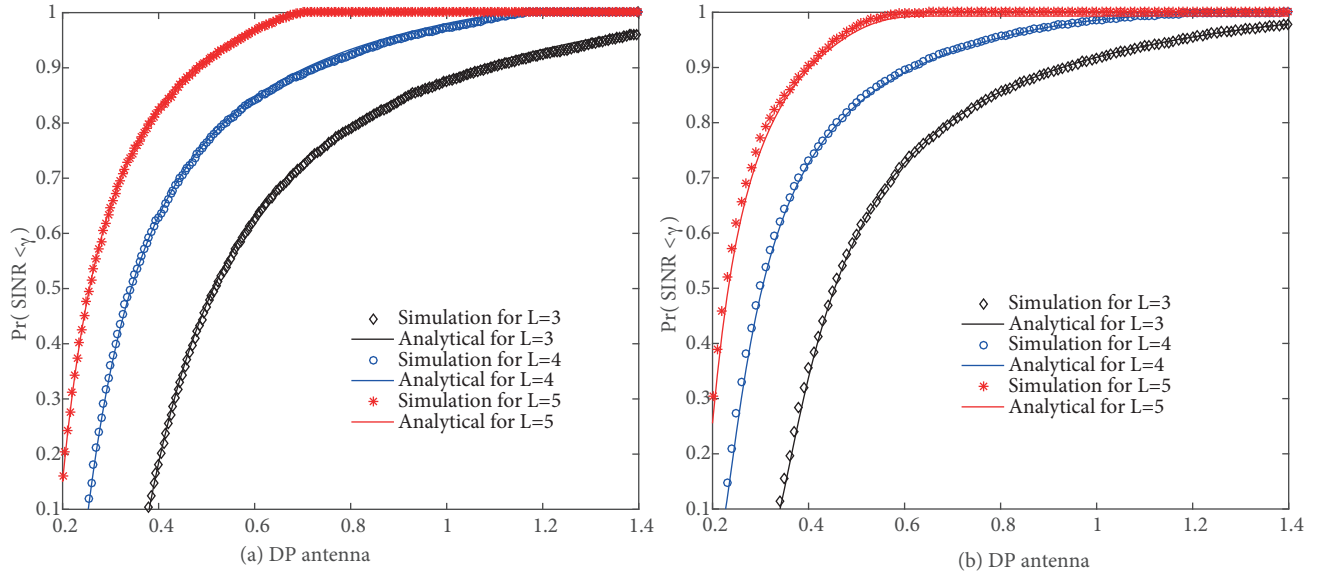 1
0.9
0.8
0.7
0.6
0.5
0.4
0.3
0.2
0.1
Pr( SINR <γ )
Simulation for L=3
Analytical for L=3
Simulation for L=4
Analytical for L=4
Simulation for L=5
Analytical for L=5
0.2 0.4 0.6 0.8 1 1.2 1.4
(a) DP antenna
1
0.9
0.8
0.7
0.6
0.5
0.4
0.3
0.2
0.1
Pr( SINR <γ )
Simulation for L=3
Analytical for L=3
Simulation for L=4
Analytical for L=4
Simulation for L=5
Analytical for L=5
0.2 0.4 0.6 0.8 1 1.2 1.4
(b) DP antenna